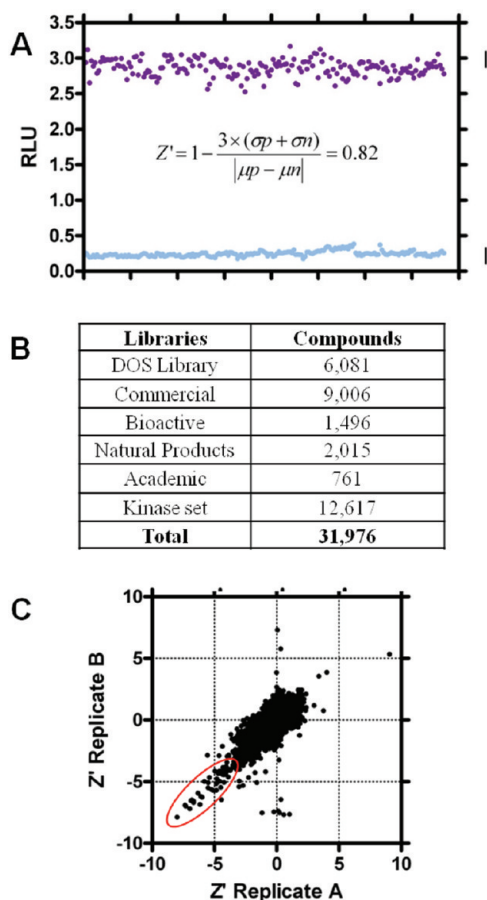 A
3.5
3.0
2.5
2.0
1.5
1.0
0.5
0.0
RLU
Z' = 1 − 3×(σp + σn) / |μp − μn| = 0.82
B
Libraries Compounds
DOS Library 6,081
Commercial 9,006
Bioactive 1,496
Natural Products 2,015
Academic 761
Kinase set 12,617
Total 31,976
C
10
5
0
-5
-10
Z' Replicate B
-10 -5 0 5 10
Z' Replicate A